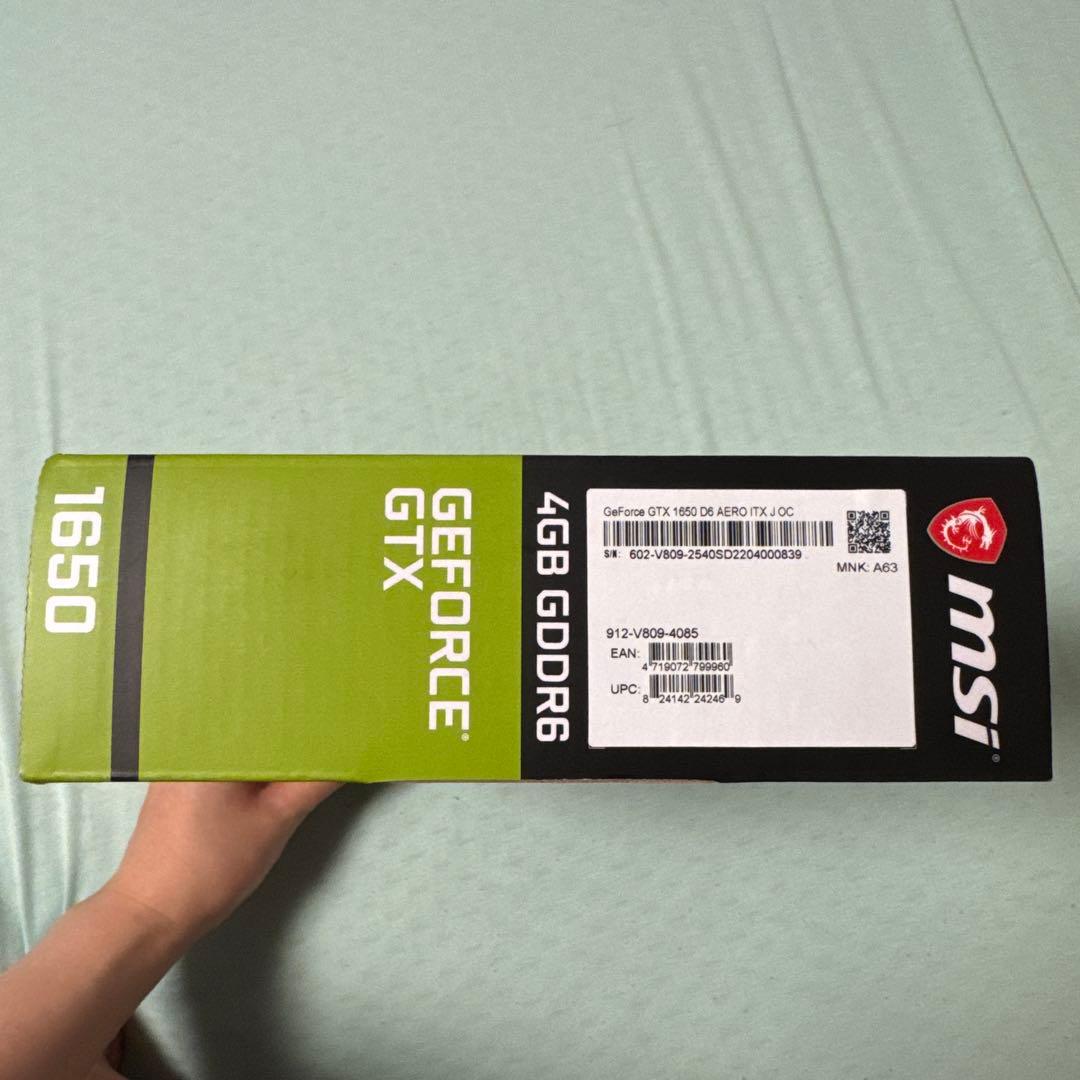 1650
GEFORCE
GTX
4GB GDDR6
GeForce GTX 1650 D6 AERO ITX J OC
S/N: 602-V809-2540SD2204000839
MNK: A63
912-V809-4085
EAN:
4 719072 799960
UPC:
8 24142 24246 9
msi